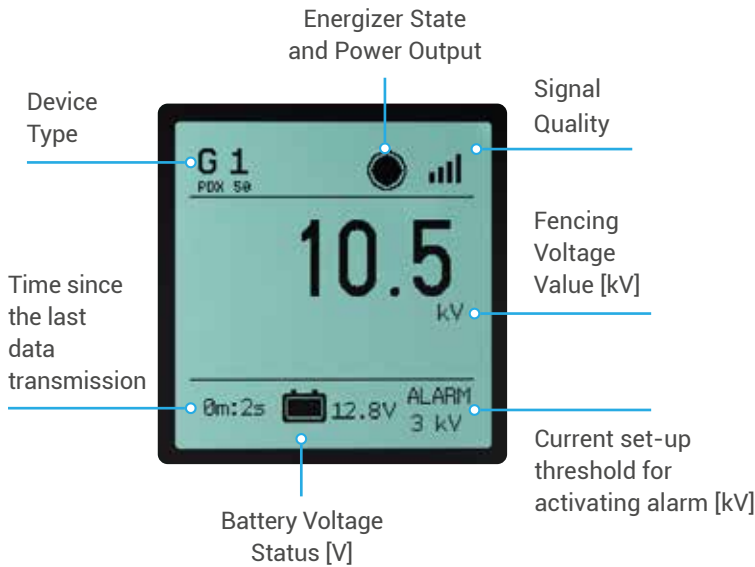 Energizer State
and Power Output
Device
Type
Signal
Quality
G 1
PDX 50
10.5
kV
Fencing
Voltage
Value [kV]
Time since
the last
data
transmission
0m:2s
12.8V
ALARM
3 kV
Current set-up
threshold for
activating alarm [kV]
Battery Voltage
Status [V]